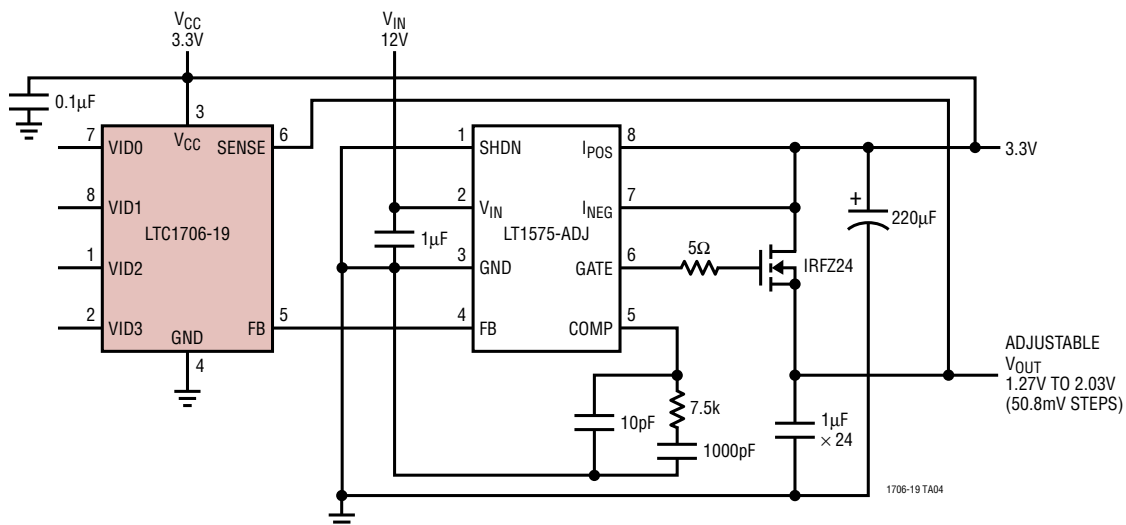 VCC
3.3V
VIN
12V
0.1µF
3
7
VID0
VCC
SENSE
6
8
VID1
LTC1706-19
1
VID2
2
VID3
GND
FB
5
4
1
SHDN
IPOS
8
3.3V
2
VIN
INEG
7
LT1575-ADJ
1µF
3
GND
GATE
6
5Ω
IRFZ24
+
220µF
4
FB
COMP
5
10pF
7.5k
1000pF
1µF
× 24
ADJUSTABLE
VOUT
1.27V TO 2.03V
(50.8mV STEPS)
1706-19 TA04